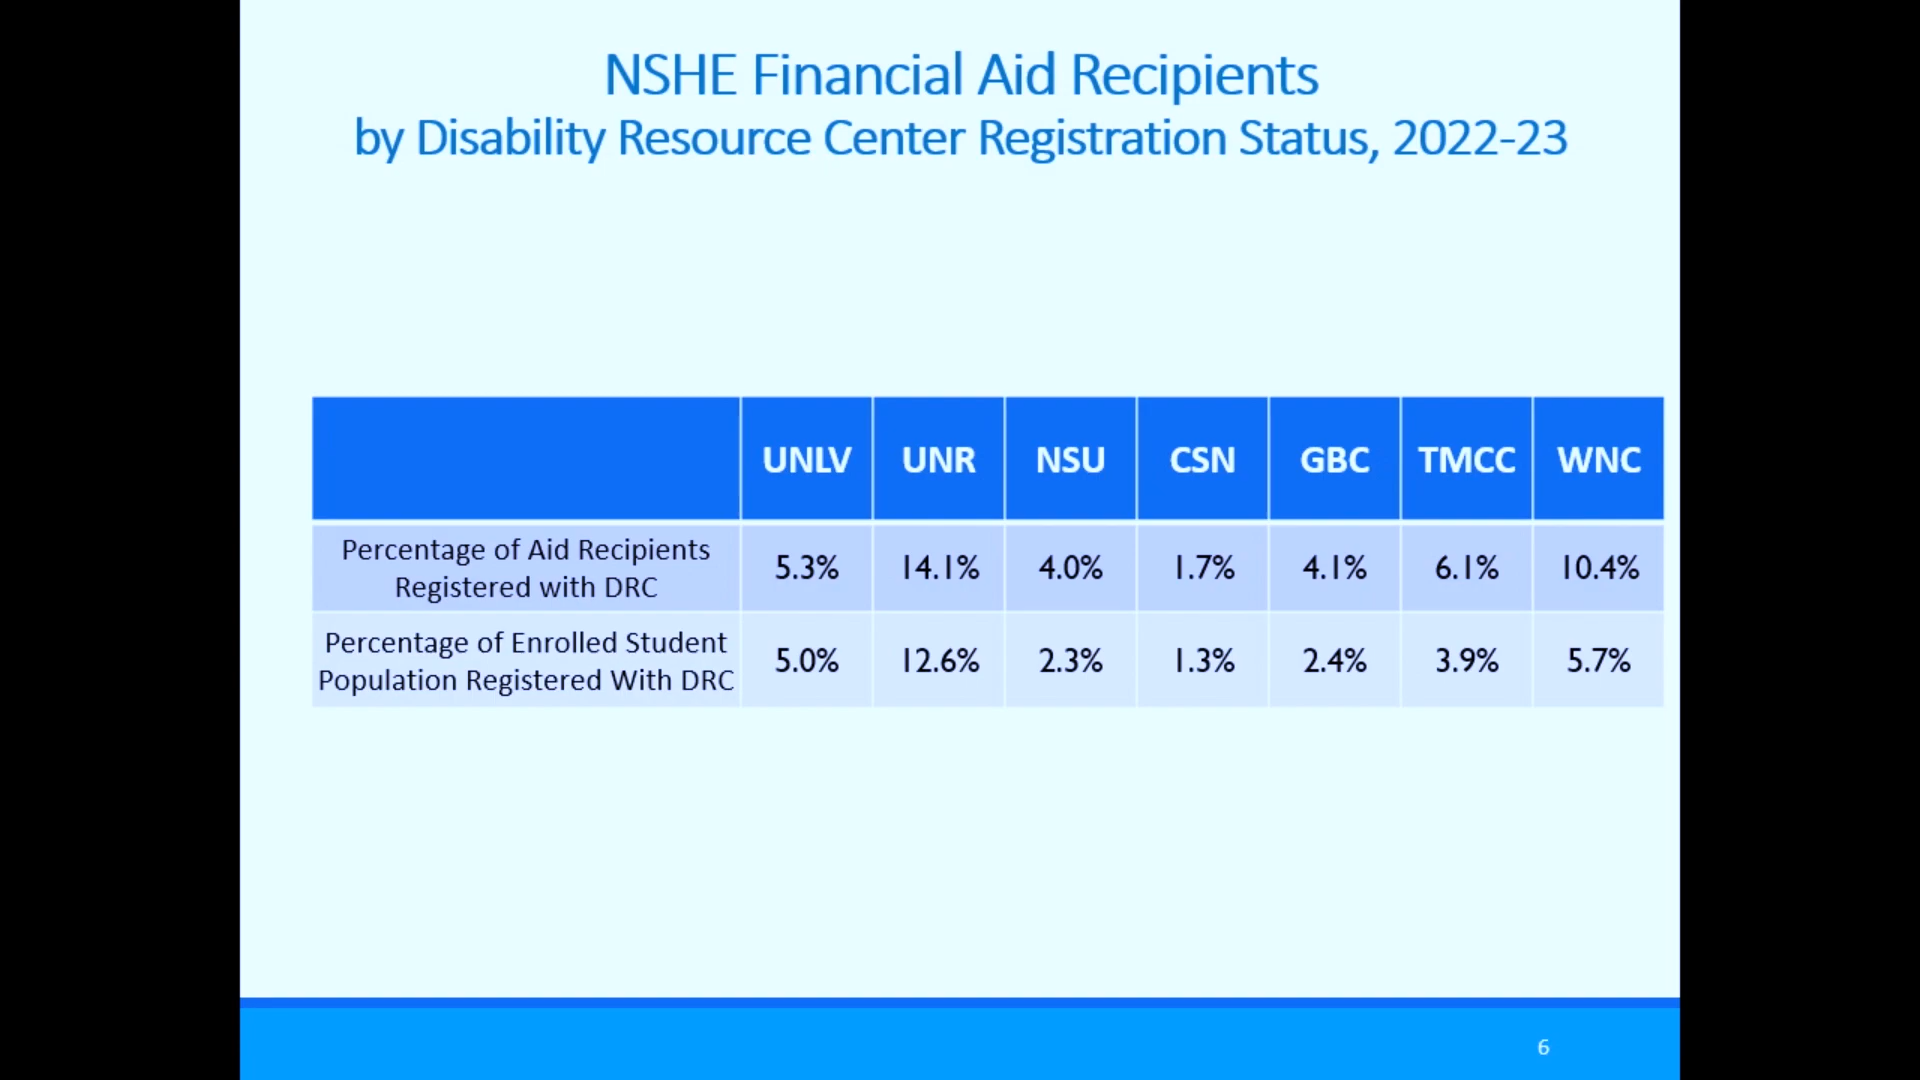 NSHE Financial Aid Recipients
by Disability Resource Center Registration Status, 2022-23
UNLV UNR NSU CSN GBC TMCC WNC
Percentage of Aid Recipients
Registered with DRC
5.3% 14.1% 4.0% 1.7% 4.1% 6.1% 10.4%
Percentage of Enrolled Student
Population Registered With DRC
5.0% 12.6% 2.3% 1.3% 2.4% 3.9% 5.7%
6